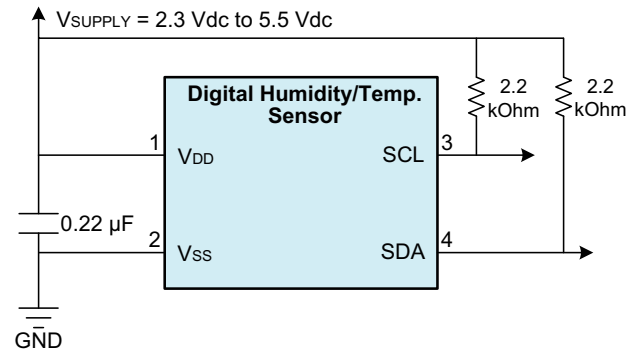 VSUPPLY = 2.3 Vdc to 5.5 Vdc
Digital Humidity/Temp.
Sensor
2.2
kOhm
2.2
kOhm
1
VDD
SCL
3
0.22 µF
2
VSS
SDA
4
GND